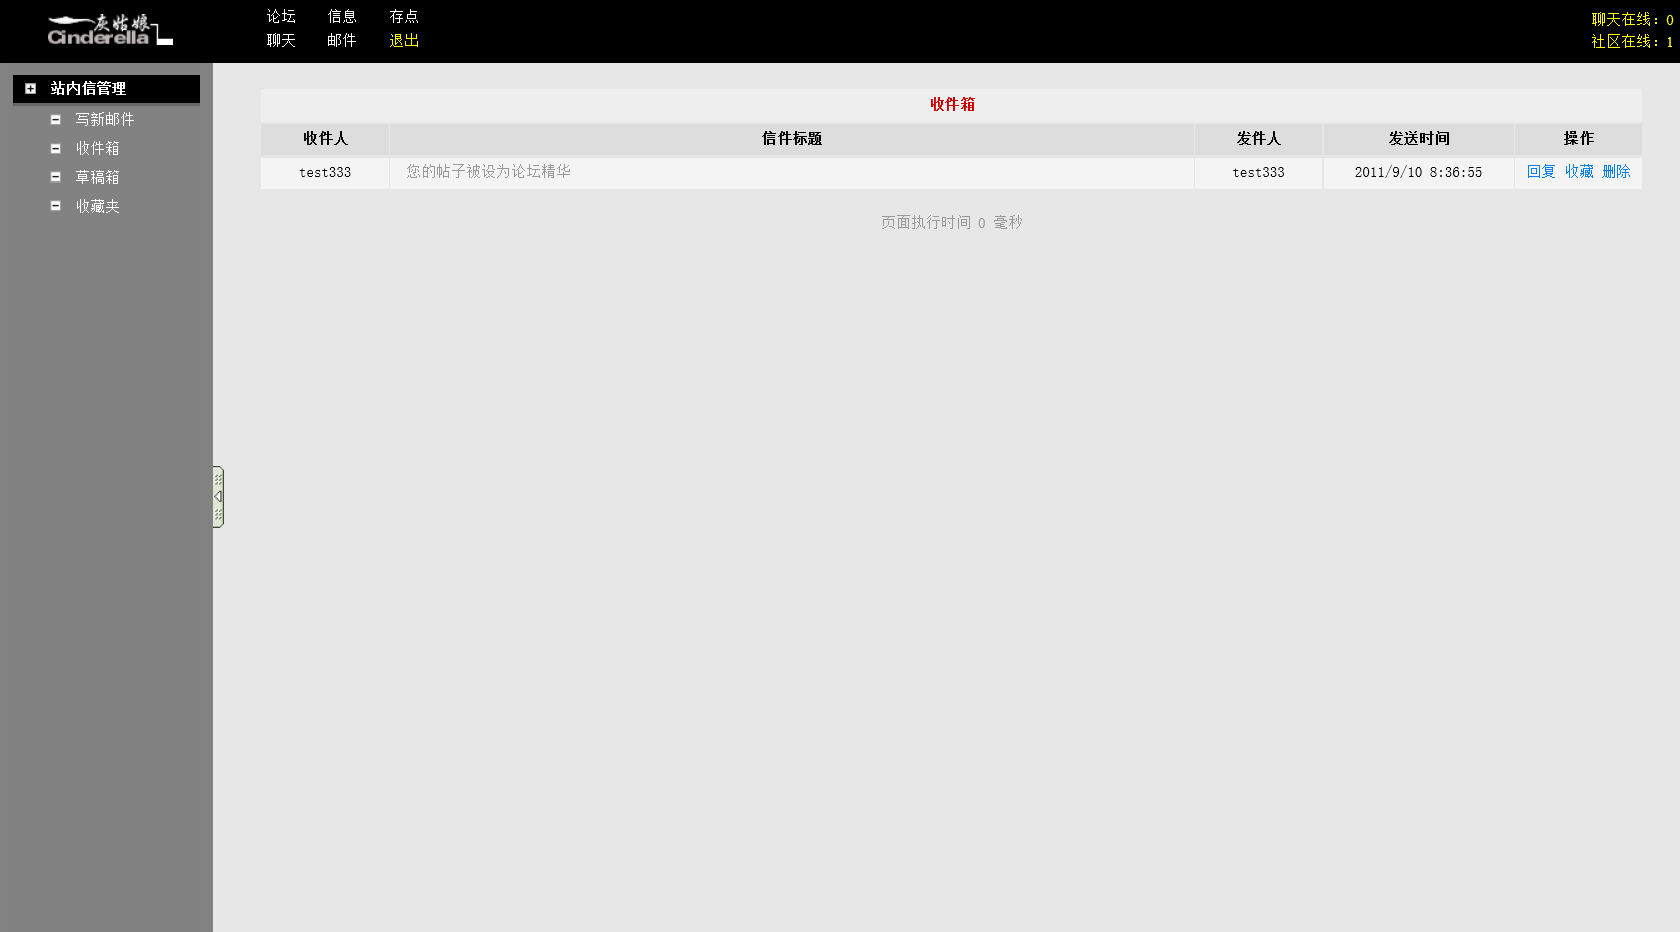 灰姑娘
Cinderella
论坛 信息 存点
聊天 邮件 退出
聊天在线：0
社区在线：1
站内信管理
写新邮件
收件箱
草稿箱
收藏夹
收件箱
收件人 信件标题 发件人 发送时间 操作
test333 您的帖子被设为论坛精华 test333 2011/9/10 8:36:55 回复 收藏 删除
页面执行时间 0 毫秒